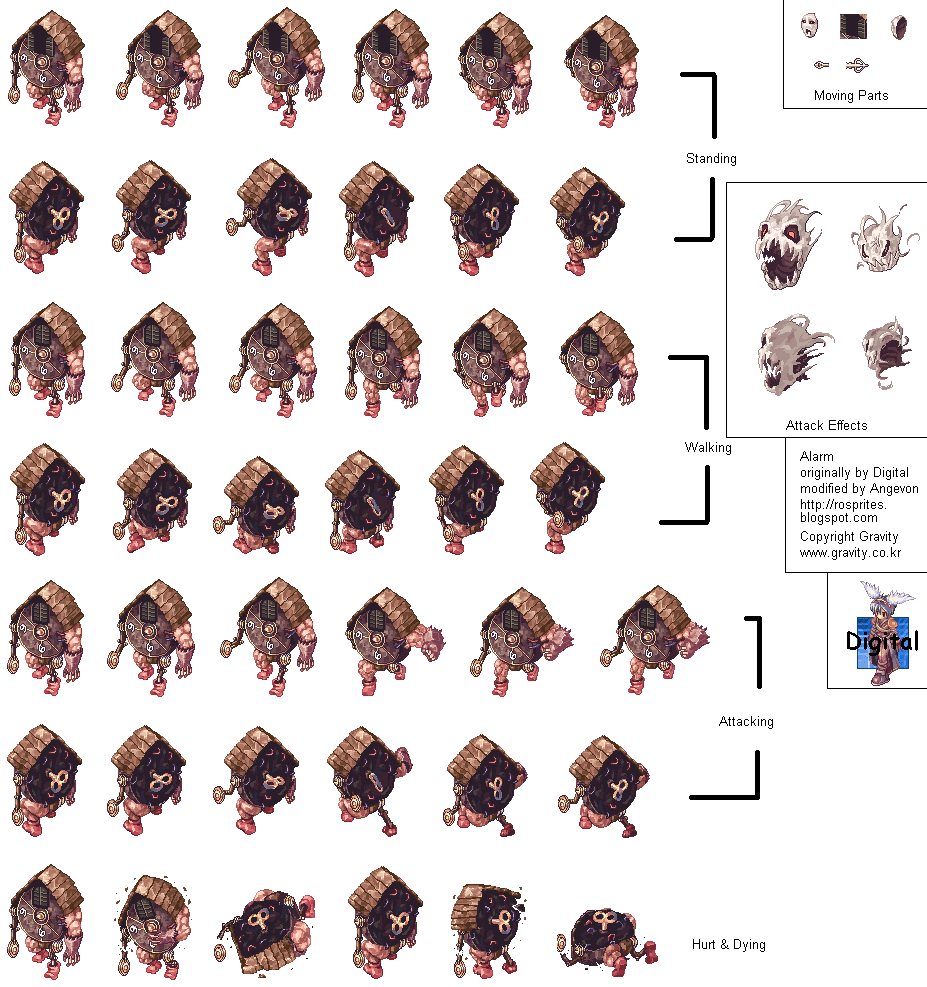 Moving Parts
Standing
Attack Effects
Walking
Alarm
originally by Digital
modified by Angevon
http://rosprites.
blogspot.com
Copyright Gravity
www.gravity.co.kr
Digital
Attacking
Hurt & Dying